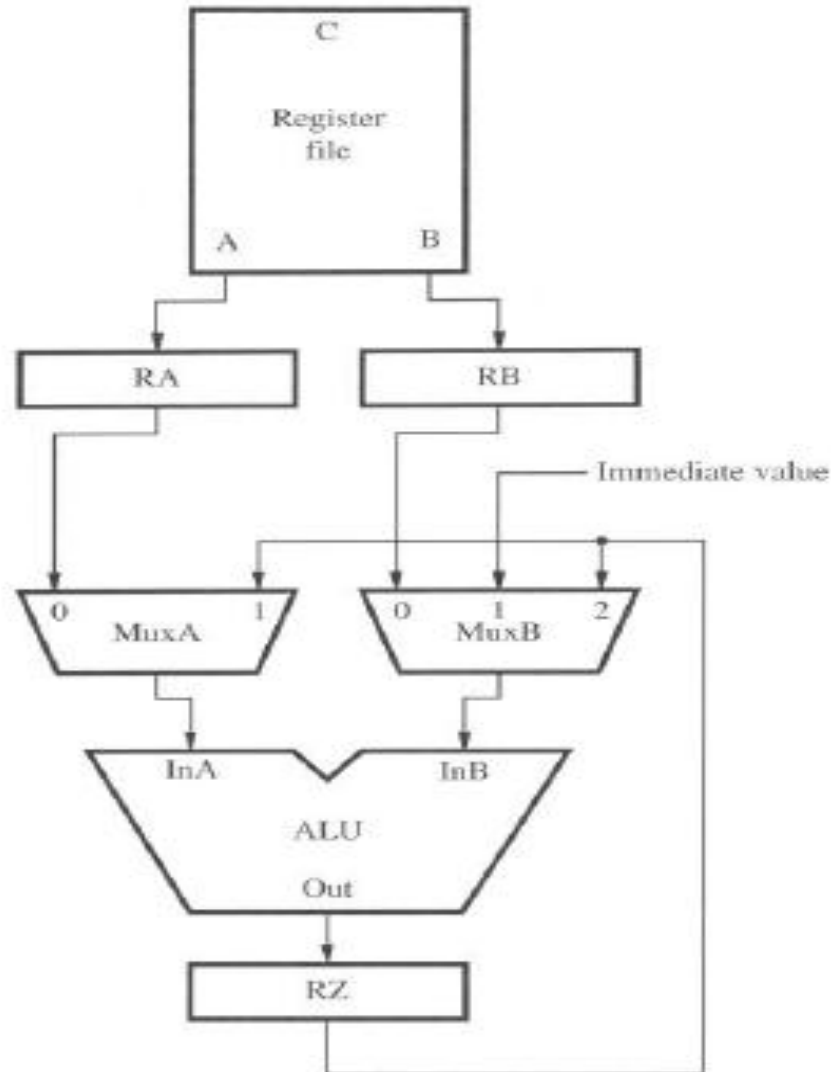 C
Register
file
A B
RA RB
Immediate value
0 1 0 1 2
MuxA MuxB
InA InB
ALU
Out
RZ